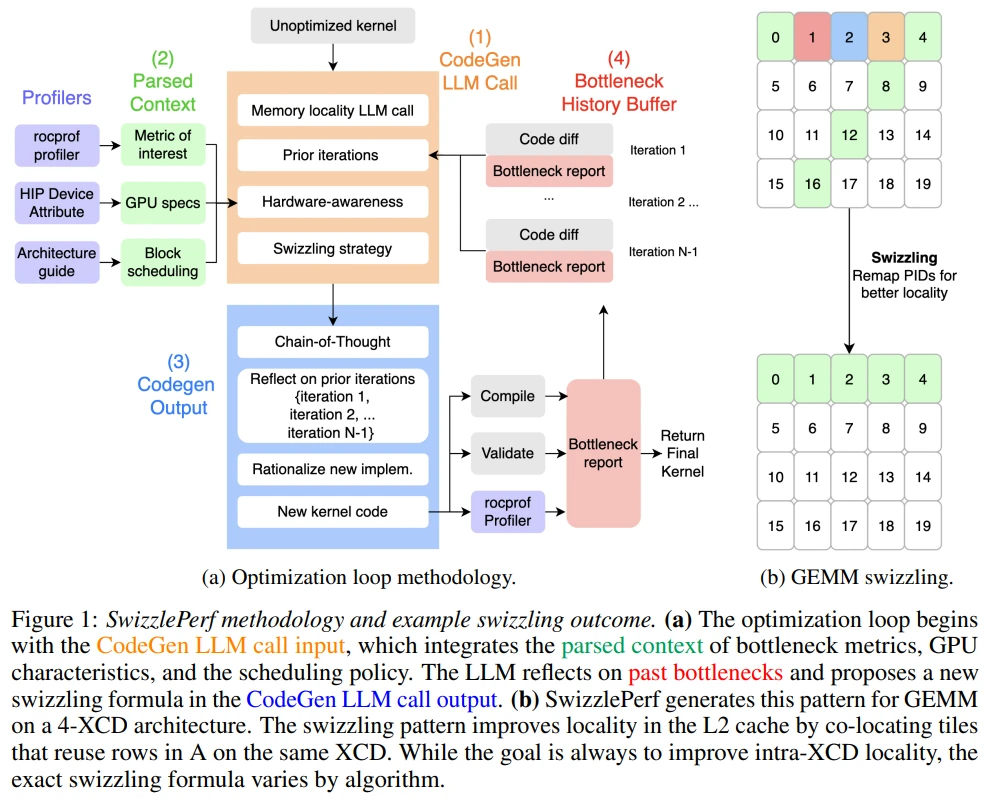 Unoptimized kernel
(1)
CodeGen
LLM Call
(2)
Parsed
Context
(4)
Bottleneck
History Buffer
Profilers
rocprof
profiler
Metric of
interest
HIP Device
Attribute
GPU specs
Architecture
guide
Block
scheduling
Memory locality LLM call
Prior iterations
Hardware-awareness
Swizzling strategy
Code diff
Bottleneck report
Iteration 1
...
Iteration 2 ...
Code diff
Bottleneck report
Iteration N-1
(3)
Codegen
Output
Chain-of-Thought
Reflect on prior iterations
{iteration 1,
iteration 2, ...
iteration N-1}
Rationalize new implem.
New kernel code
Compile
Validate
rocprof
Profiler
Bottleneck
report
Return
Final
Kernel
(a) Optimization loop methodology.
0 1 2 3 4
5 6 7 8 9
10 11 12 13 14
15 16 17 18 19
Swizzling
Remap PIDs for
better locality
0 1 2 3 4
5 6 7 8 9
10 11 12 13 14
15 16 17 18 19
(b) GEMM swizzling.
Figure 1: SwizzlePerf methodology and example swizzling outcome. (a) The optimization loop begins
with the CodeGen LLM call input, which integrates the parsed context of bottleneck metrics, GPU
characteristics, and the scheduling policy. The LLM reflects on past bottlenecks and proposes a new
swizzling formula in the CodeGen LLM call output. (b) SwizzlePerf generates this pattern for GEMM
on a 4-XCD architecture. The swizzling pattern improves locality in the L2 cache by co-locating tiles
that reuse rows in A on the same XCD. While the goal is always to improve intra-XCD locality, the
exact swizzling formula varies by algorithm.